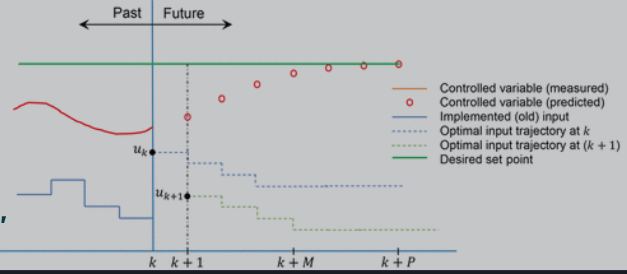 Past Future
Controlled variable (measured)
Controlled variable (predicted)
Implemented (old) input
Optimal input trajectory at k
Optimal input trajectory at (k + 1)
Desired set point
u_k
u_{k+1}
k k + 1 k + M k + P
,